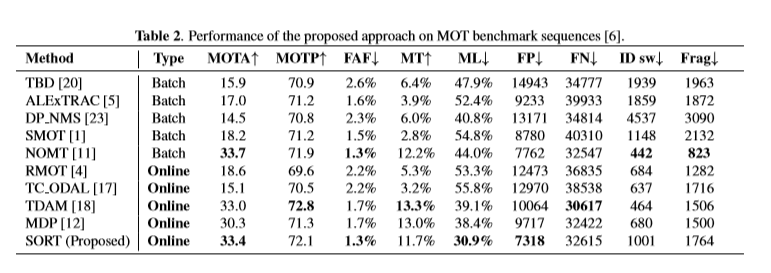 Table 2. Performance of the proposed approach on MOT benchmark sequences [6].
Method Type MOTA↑ MOTP↑ FAF↓ MT↑ ML↓ FP↓ FN↓ ID sw↓ Frag↓
TBD [20] Batch 15.9 70.9 2.6% 6.4% 47.9% 14943 34777 1939 1963
ALExTRAC [5] Batch 17.0 71.2 1.6% 3.9% 52.4% 9233 39933 1859 1872
DP_NMS [23] Batch 14.5 70.8 2.3% 6.0% 40.8% 13171 34814 4537 3090
SMOT [1] Batch 18.2 71.2 1.5% 2.8% 54.8% 8780 40310 1148 2132
NOMT [11] Batch 33.7 71.9 1.3% 12.2% 44.0% 7762 32547 442 823
RMOT [4] Online 18.6 69.6 2.2% 5.3% 53.3% 12473 36835 684 1282
TC_ODAL [17] Online 15.1 70.5 2.2% 3.2% 55.8% 12970 38538 637 1716
TDAM [18] Online 33.0 72.8 1.7% 13.3% 39.1% 10064 30617 464 1506
MDP [12] Online 30.3 71.3 1.7% 13.0% 38.4% 9717 32422 680 1500
SORT (Proposed) Online 33.4 72.1 1.3% 11.7% 30.9% 7318 32615 1001 1764